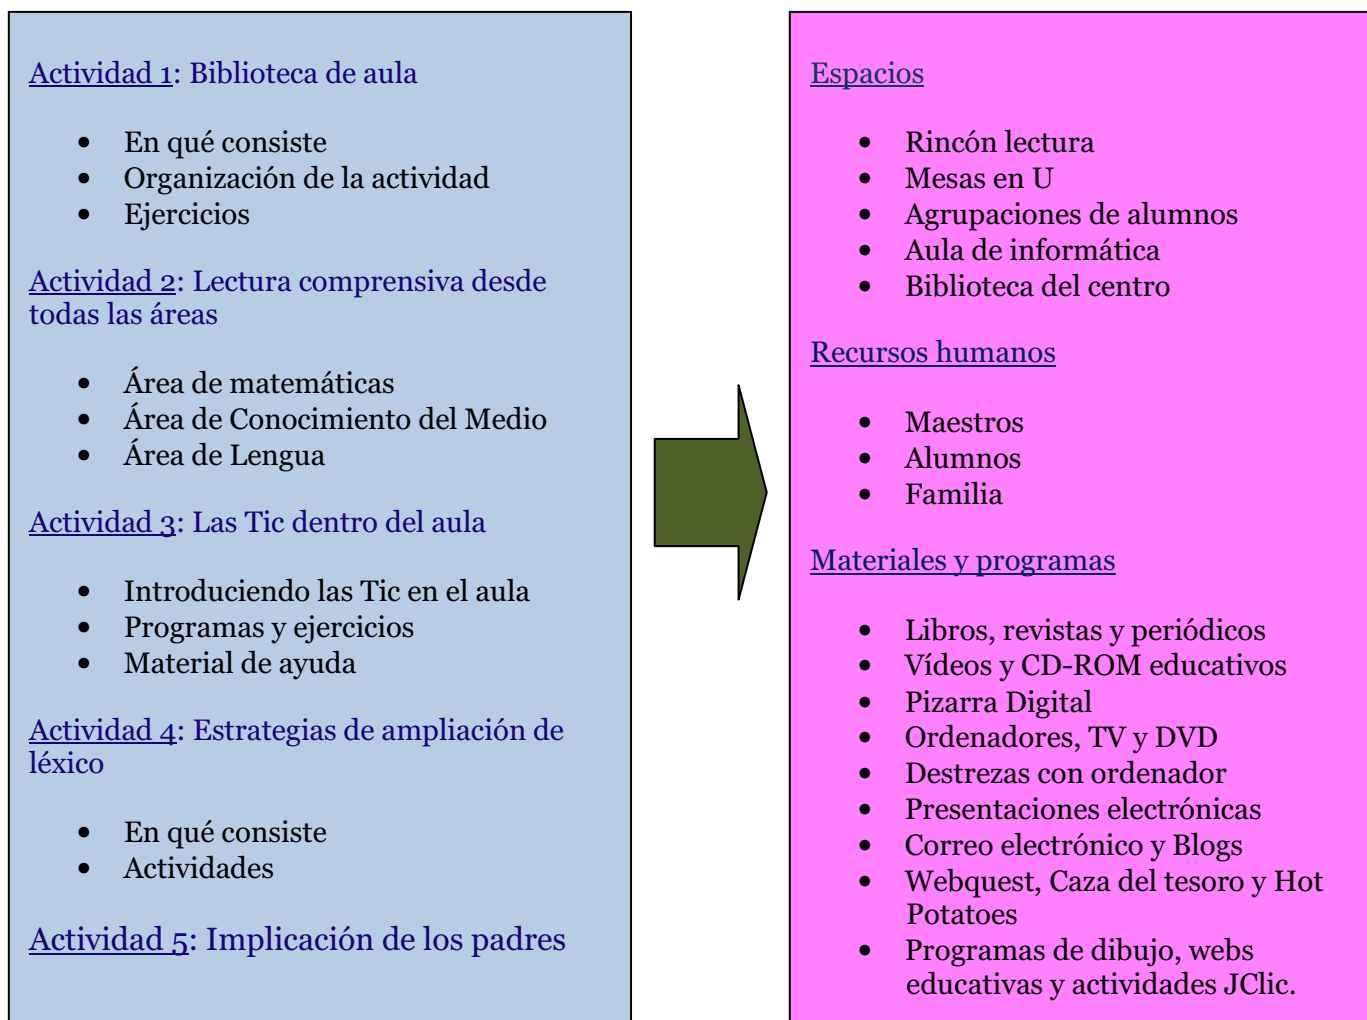 Actividad 1: Biblioteca de aula
• En qué consiste
• Organización de la actividad
• Ejercicios
Actividad 2: Lectura comprensiva desde
todas las áreas
• Área de matemáticas
• Área de Conocimiento del Medio
• Área de Lengua
Actividad 3: Las Tic dentro del aula
• Introduciendo las Tic en el aula
• Programas y ejercicios
• Material de ayuda
Actividad 4: Estrategias de ampliación de
léxico
• En qué consiste
• Actividades
Actividad 5: Implicación de los padres
Espacios
• Rincón lectura
• Mesas en U
• Agrupaciones de alumnos
• Aula de informática
• Biblioteca del centro
Recursos humanos
• Maestros
• Alumnos
• Familia
Materiales y programas
• Libros, revistas y periódicos
• Vídeos y CD-ROM educativos
• Pizarra Digital
• Ordenadores, TV y DVD
• Destrezas con ordenador
• Presentaciones electrónicas
• Correo electrónico y Blogs
• Webquest, Caza del tesoro y Hot
Potatoes
• Programas de dibujo, webs
educativas y actividades JClic.